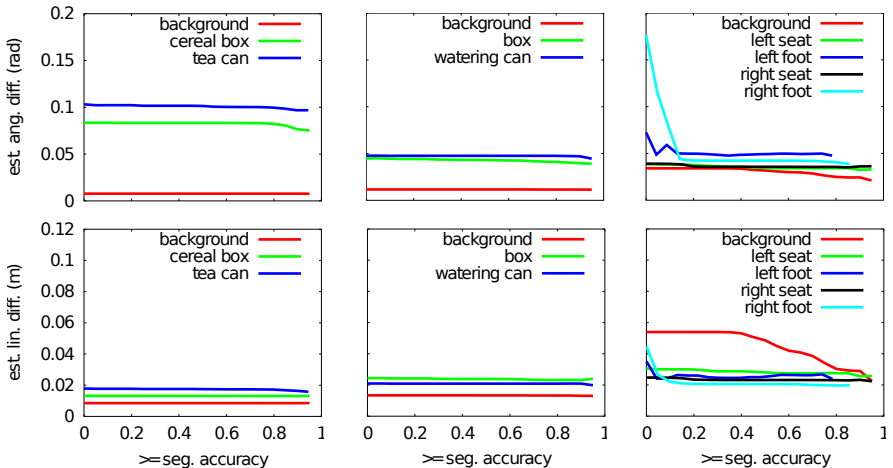 est. ang. diff. (rad)
0.2
0.15
0.1
0.05
0
background
cereal box
tea can
background
box
watering can
background
left seat
left foot
right seat
right foot
est. lin. diff. (m)
0.12
0.1
0.08
0.06
0.04
0.02
0
background
cereal box
tea can
background
box
watering can
background
left seat
left foot
right seat
right foot
0 0.2 0.4 0.6 0.8 1
0 0.2 0.4 0.6 0.8 1
0 0.2 0.4 0.6 0.8 1
>= seg. accuracy
>= seg. accuracy
>= seg. accuracy